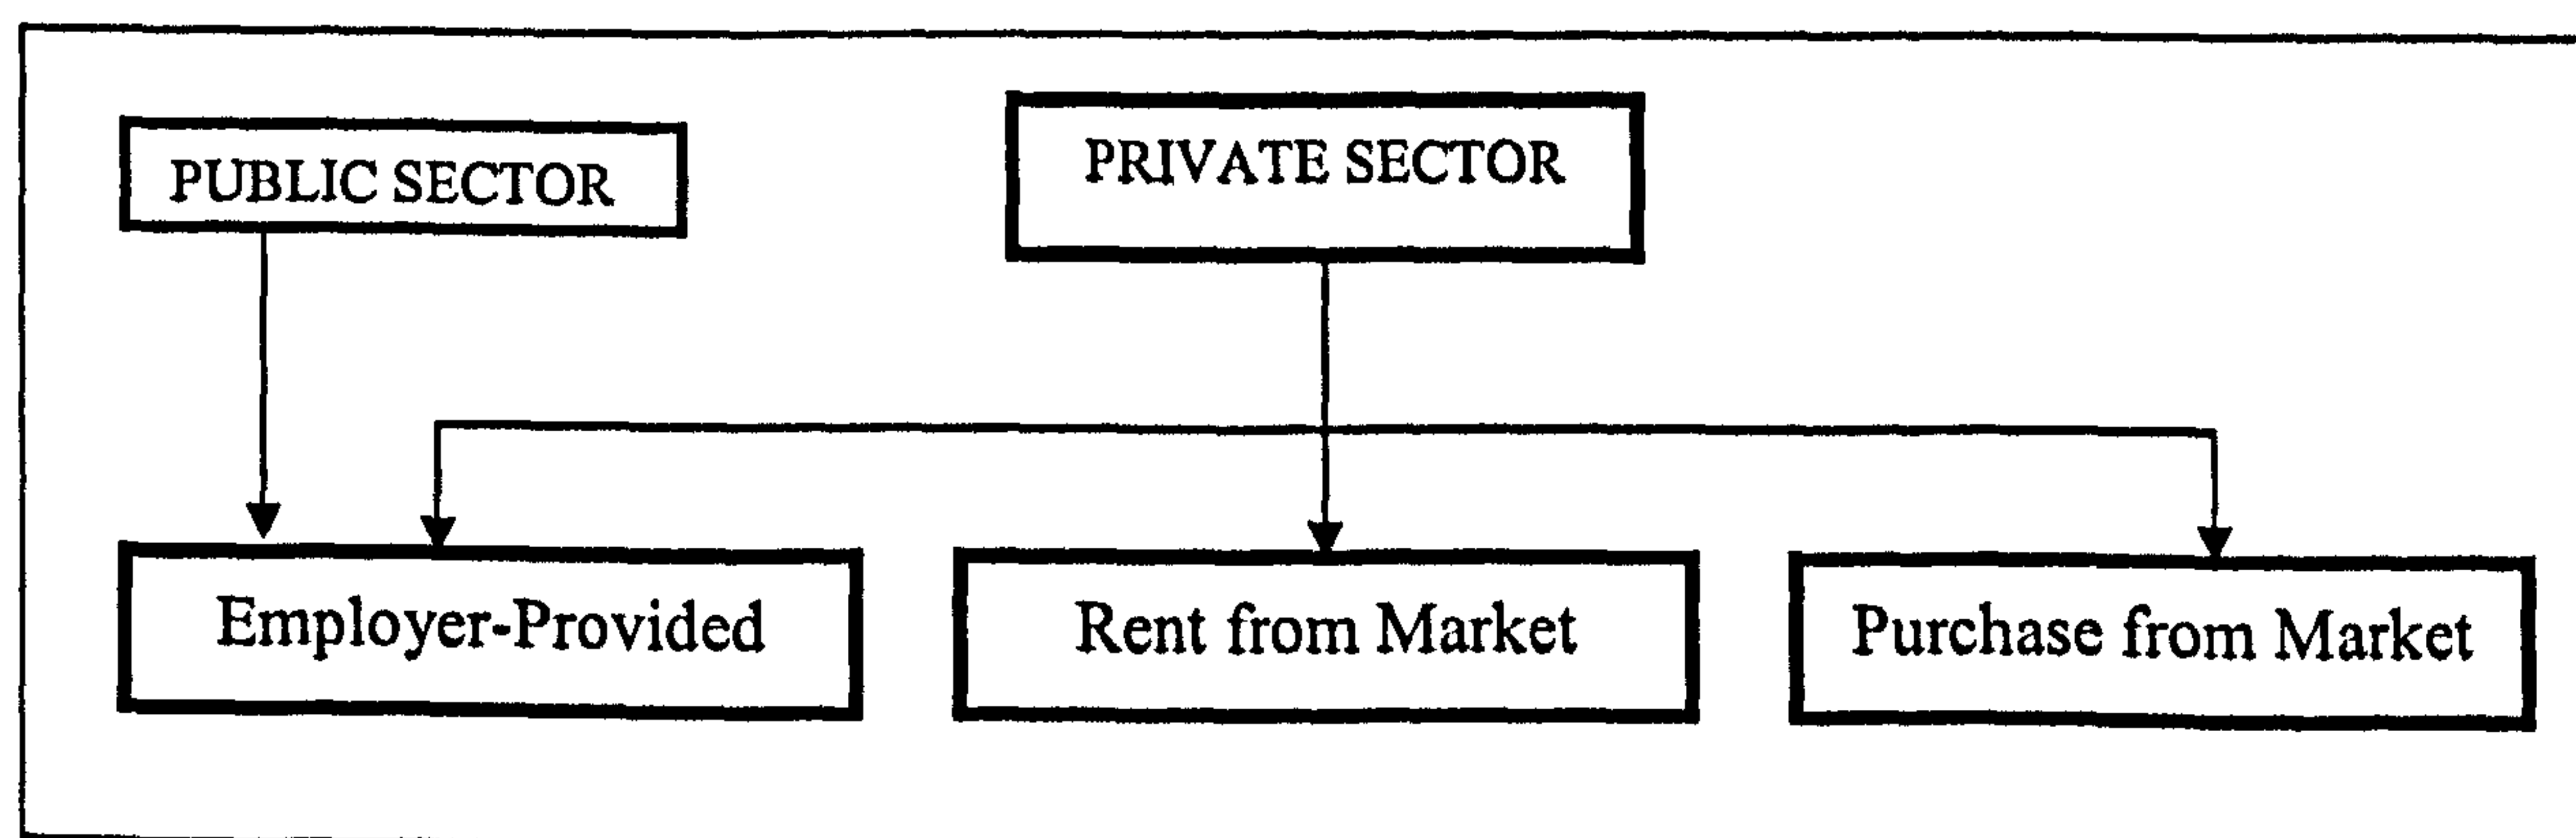 PUBLIC SECTOR
PRIVATE SECTOR
Employer-Provided
Rent from Market
Purchase from Market